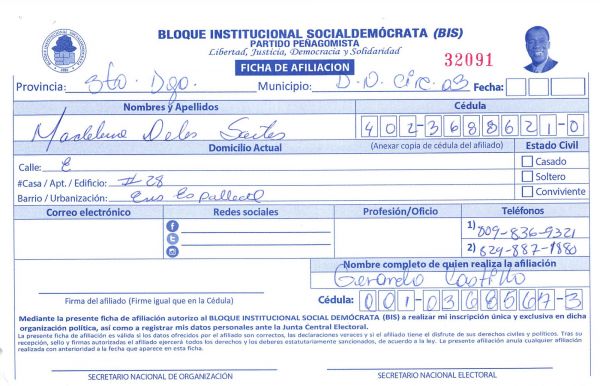 BLOQUE INSTITUCIONAL SOCIALDEMÓCRATA (BIS)
PARTIDO PEÑAGOMISTA
Libertad, Justicia, Democracia y Solidaridad
FICHA DE AFILIACION
32091
Provincia: Sto. Dgo. Municipio: D.N. Circ. 03 Fecha:
Nombres y Apellidos Cédula
Madelene De los Santos 402-3688621-0
Domicilio Actual (Anexar copia de cédula del afiliado) Estado Civil
Calle: E Casado
#Casa / Apt. / Edificio: #28 Soltero
Barrio / Urbanización: Ens Espaillat Conviviente
Correo electrónico Redes sociales Profesión/Oficio Teléfonos
1) 809-836-9321
2) 829-887-1880
Nombre completo de quien realiza la afiliación
Gerardo Castillo
Firma del afiliado (Firme igual que en la Cédula) Cédula: 001-0368567-3
Mediante la presente ficha de afiliación autorizo al BLOQUE INSTITUCIONAL SOCIAL DEMÓCRATA (BIS) a realizar mi inscripción única y exclusiva en dicha
organización política, así como a registrar mis datos personales ante la Junta Central Electoral.
La presente ficha de afiliación es válida si los datos ofrecidos por el afiliado son correctos, las declaraciones veraces y si el afiliado tiene el disfrute de sus derechos civiles y políticos. Tras su
recepción, sello y firmas autorizadas el afiliado ejercerá todos los derechos y los deberes estatutariamente sancionados, de acuerdo a la ley. La presente afiliación anula cualquier afiliación
realizada con anterioridad a la fecha que aparece en esta ficha.
SECRETARIO NACIONAL DE ORGANIZACIÓN SECRETARIO NACIONAL ELECTORAL